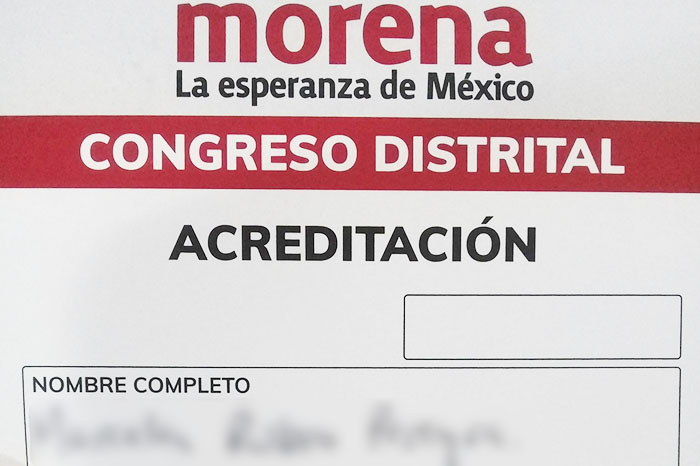 morena
La esperanza de México
CONGRESO DISTRITAL
ACREDITACIÓN
NOMBRE COMPLETO